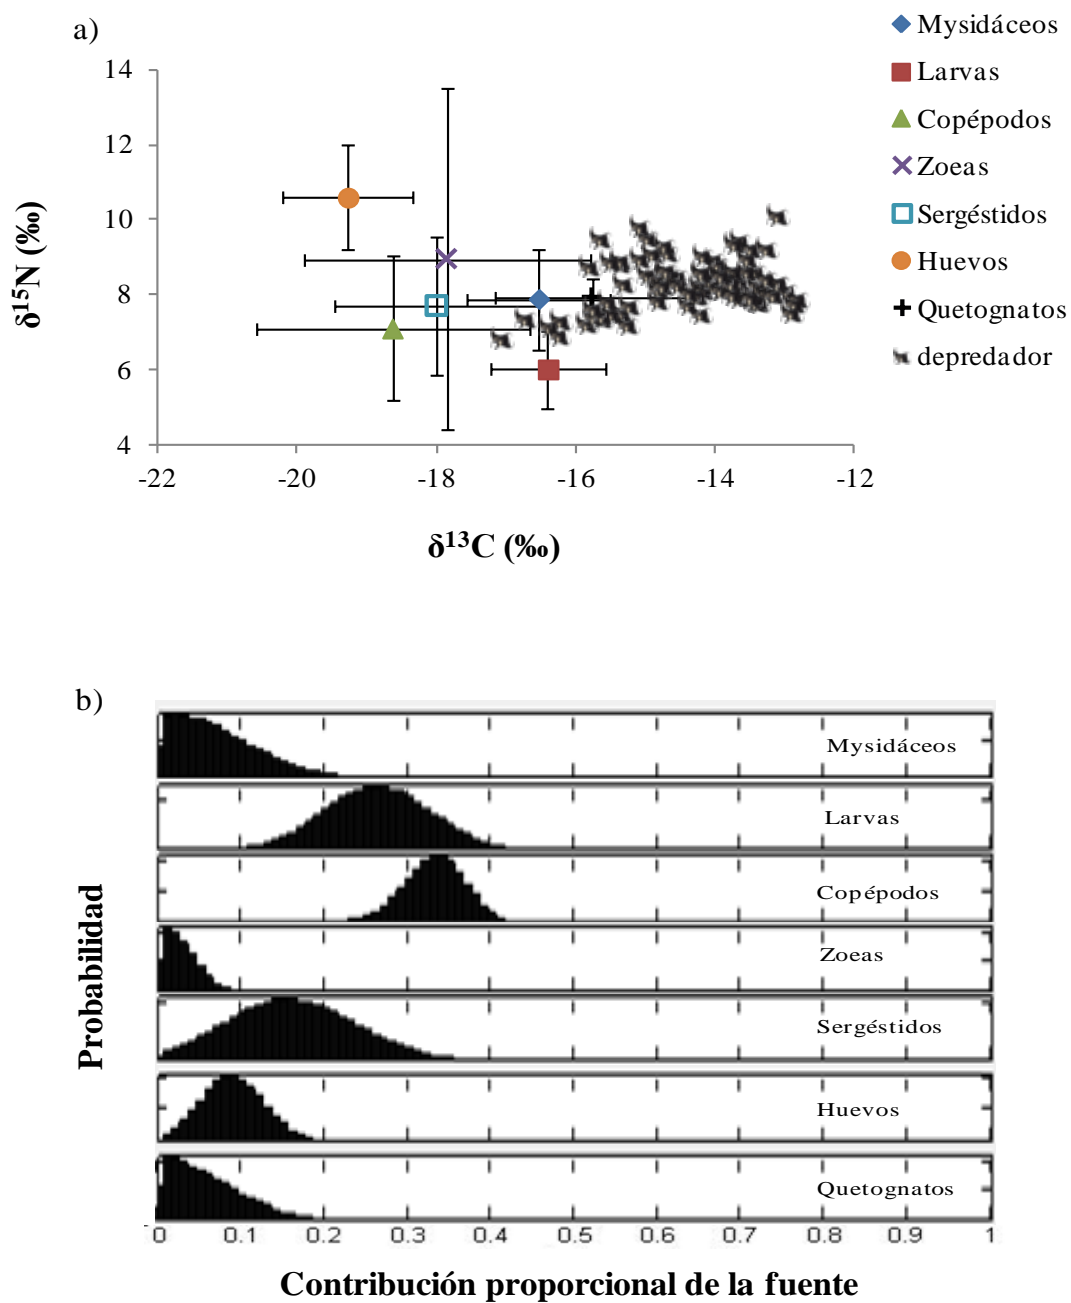 a)
Mysidáceos
Larvas
Copépodos
Zoeas
Sergéstidos
Huevos
Quetognatos
depredador
14
12
10
8
6
4
-22
-20
-18
-16
-14
-12
δ15N (‰)
δ13C (‰)
b)
Mysidáceos
Larvas
Copépodos
Zoeas
Sergéstidos
Huevos
Quetognatos
Probabilidad
0 0.1 0.2 0.3 0.4 0.5 0.6 0.7 0.8 0.9 1
Contribución proporcional de la fuente